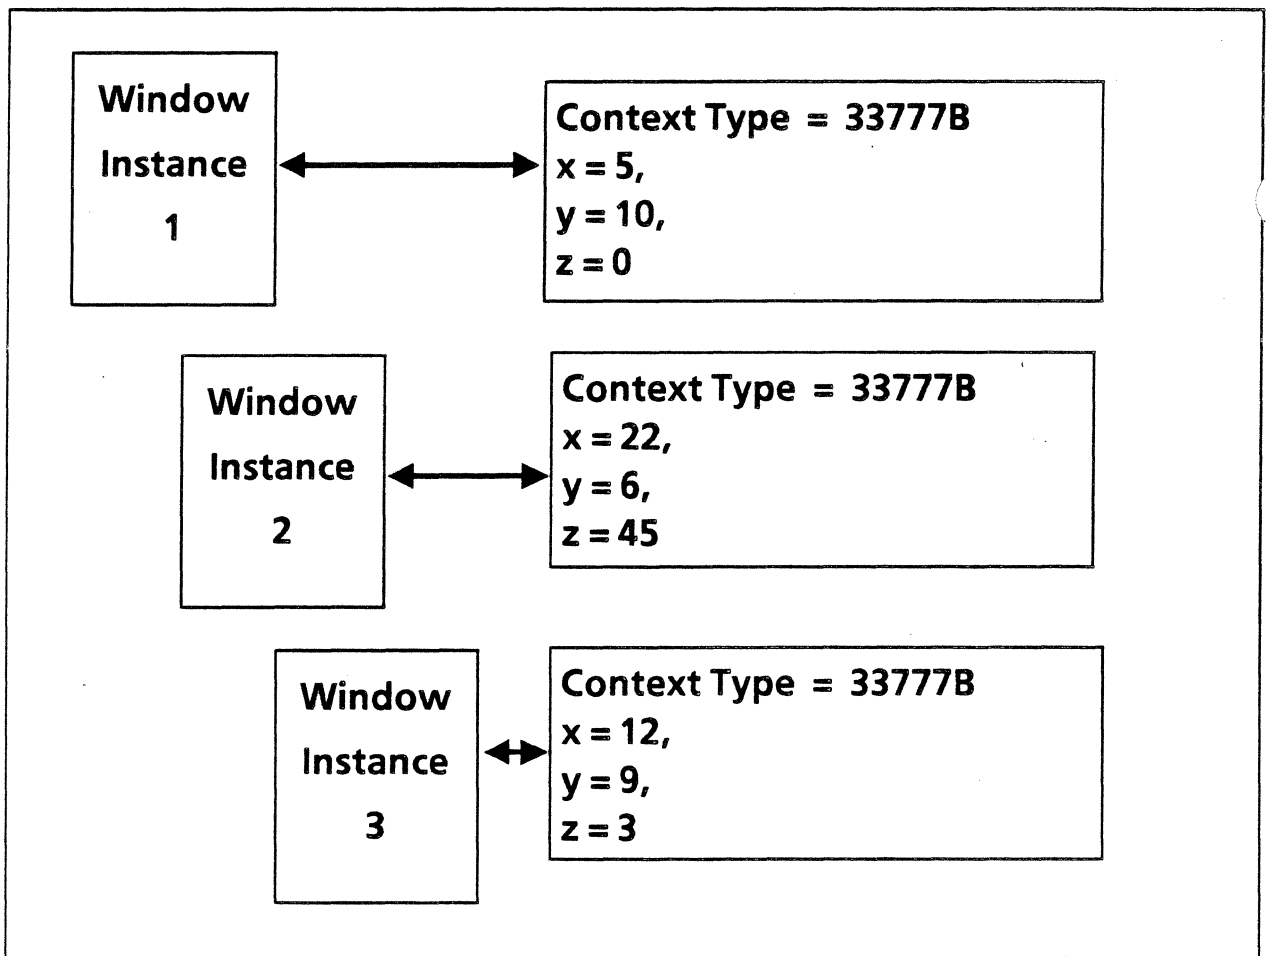 Window
Instance
1
Context Type = 33777B
x = 5,
y = 10,
z = 0
Window
Instance
2
Context Type = 33777B
x = 22,
y = 6,
z = 45
Window
Instance
3
Context Type = 33777B
x = 12,
y = 9,
z = 3